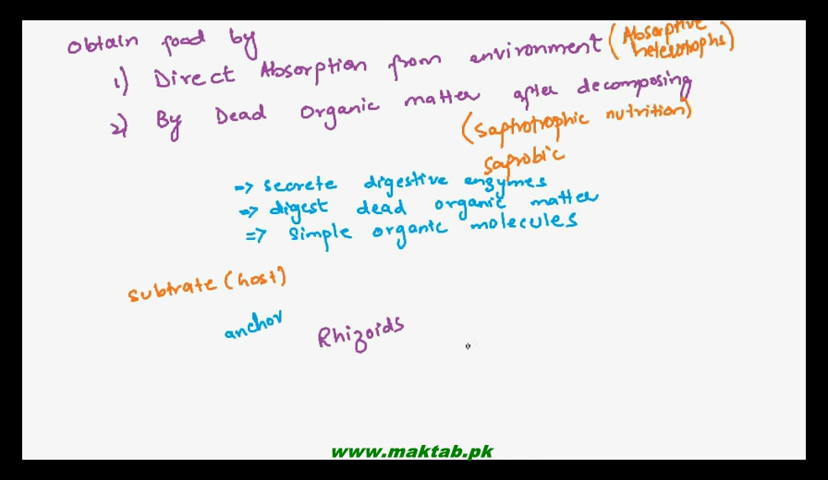 Obtain food by
1) Direct Absorption from environment (Absorptive heterotophs)
2) By Dead Organic matter after decomposing
(Saprotrophic nutrition)
Saprobic
=> Secrete digestive enzymes
=> digest dead organic matter
=> Simple organic molecules
Subtrate (host)
anchor
Rhizoids
www.maktab.pk